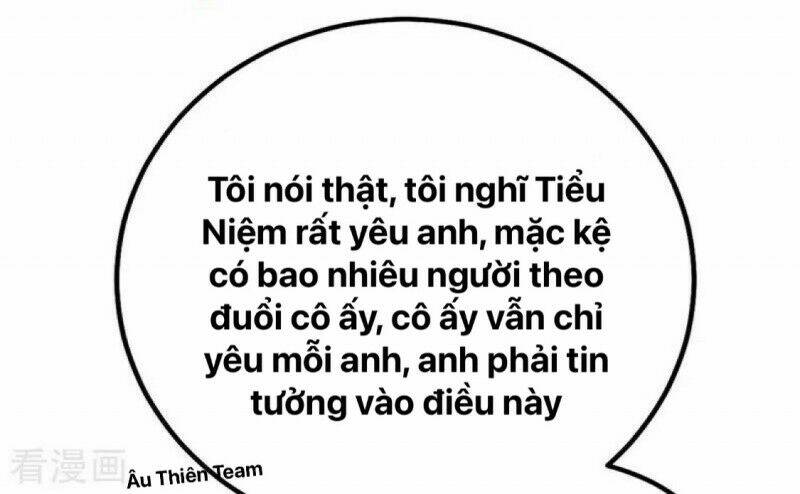 Tôi nói thật, tôi nghĩ Tiểu
Niệm rất yêu anh, mặc kệ
có bao nhiêu người theo
đuổi cô ấy, cô ấy vẫn chỉ
yêu mỗi anh, anh phải tin
tưởng vào điều này
看漫画
Âu Thiên Team